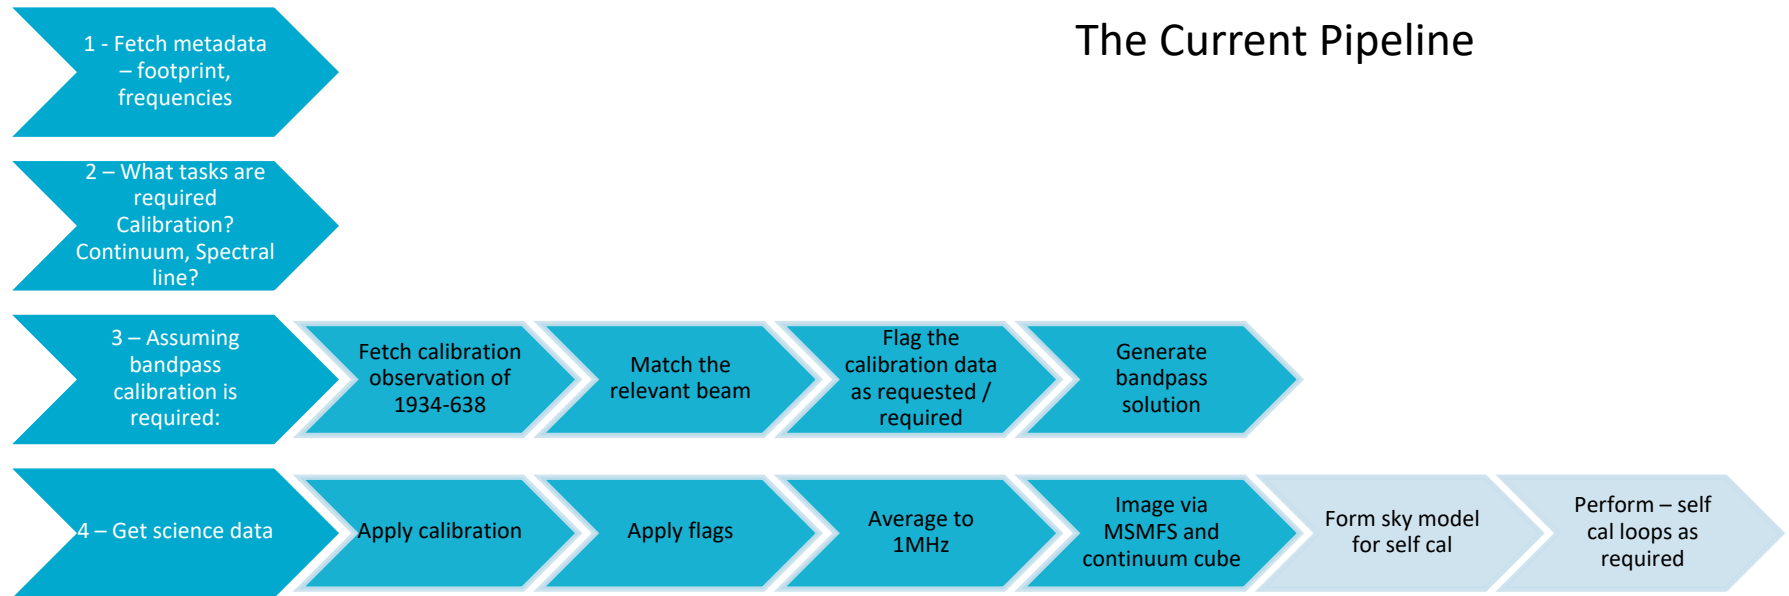 The Current Pipeline
1 - Fetch metadata
– footprint,
frequencies
2 – What tasks are
required
Calibration?
Continuum, Spectral
line?
3 – Assuming
bandpass
calibration is
required:
Fetch calibration
observation of
1934-638
Match the
relevant beam
Flag the
calibration data
as requested /
required
Generate
bandpass
solution
4 – Get science data
Apply calibration
Apply flags
Average to
1MHz
Image via
MSMFS and
continuum cube
Form sky model
for self cal
Perform – self
cal loops as
required